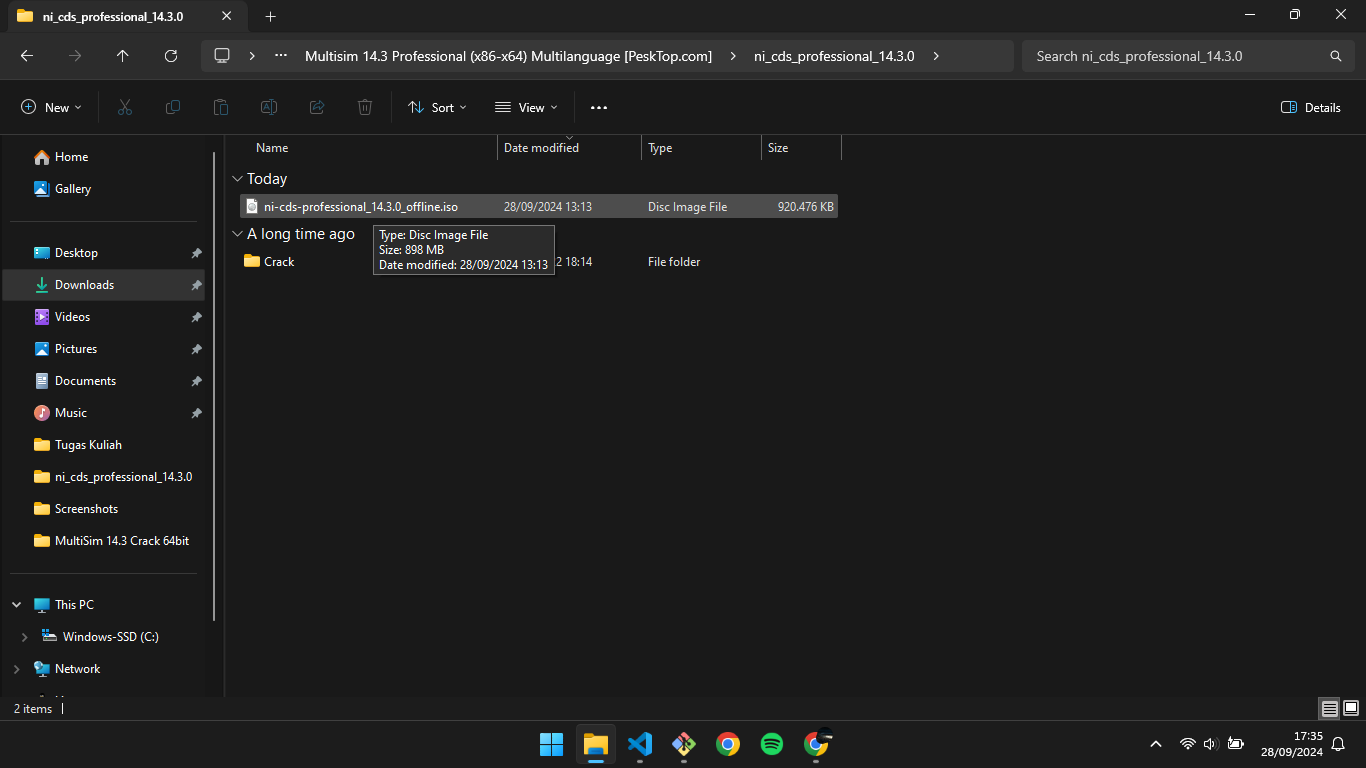 ni_cds_professional_14.3.0
Multisim 14.3 Professional (x86-x64) Multilanguage [PeskTop.com]
ni_cds_professional_14.3.0
Search ni_cds_professional_14.3.0
New
Sort
View
Details
Home
Gallery
Desktop
Downloads
Videos
Pictures
Documents
Music
Tugas Kuliah
ni_cds_professional_14.3.0
Screenshots
MultiSim 14.3 Crack 64bit
This PC
Windows-SSD (C:)
Network
Name Date modified Type Size
Today
ni-cds-professional_14.3.0_offline.iso 28/09/2024 13:13 Disc Image File 920.476 KB
A long time ago
Crack 2 18:14 File folder
Type: Disc Image File
Size: 898 MB
Date modified: 28/09/2024 13:13
2 items
17:35
28/09/2024